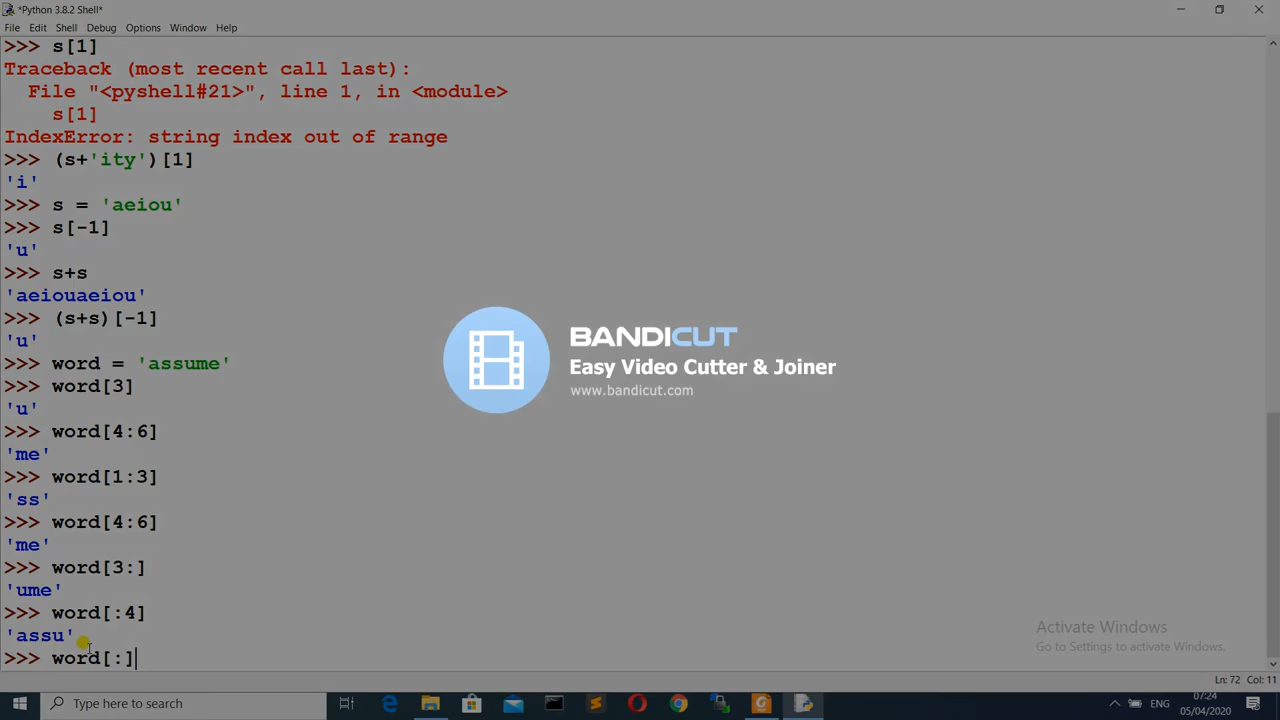 *Python 3.8.2 Shell*
File Edit Shell Debug Options Window Help
>>> s[1]
Traceback (most recent call last):
  File "<pyshell#21>", line 1, in <module>
    s[1]
IndexError: string index out of range
>>> (s+'ity')[1]
'i'
>>> s = 'aeiou'
>>> s[-1]
'u'
>>> s+s
'aeiouaeiou'
>>> (s+s)[-1]
'u'
>>> word = 'assume'
>>> word[3]
'u'
>>> word[4:6]
'me'
>>> word[1:3]
'ss'
>>> word[4:6]
'me'
>>> word[3:]
'ume'
>>> word[:4]
'assu'
>>> word[:]
BANDICUT
Easy Video Cutter & Joiner
www.bandicut.com
Activate Windows
Go to Settings to activate Windows.
Ln: 72 Col: 11
Type here to search
ENG
07:24
05/04/2020